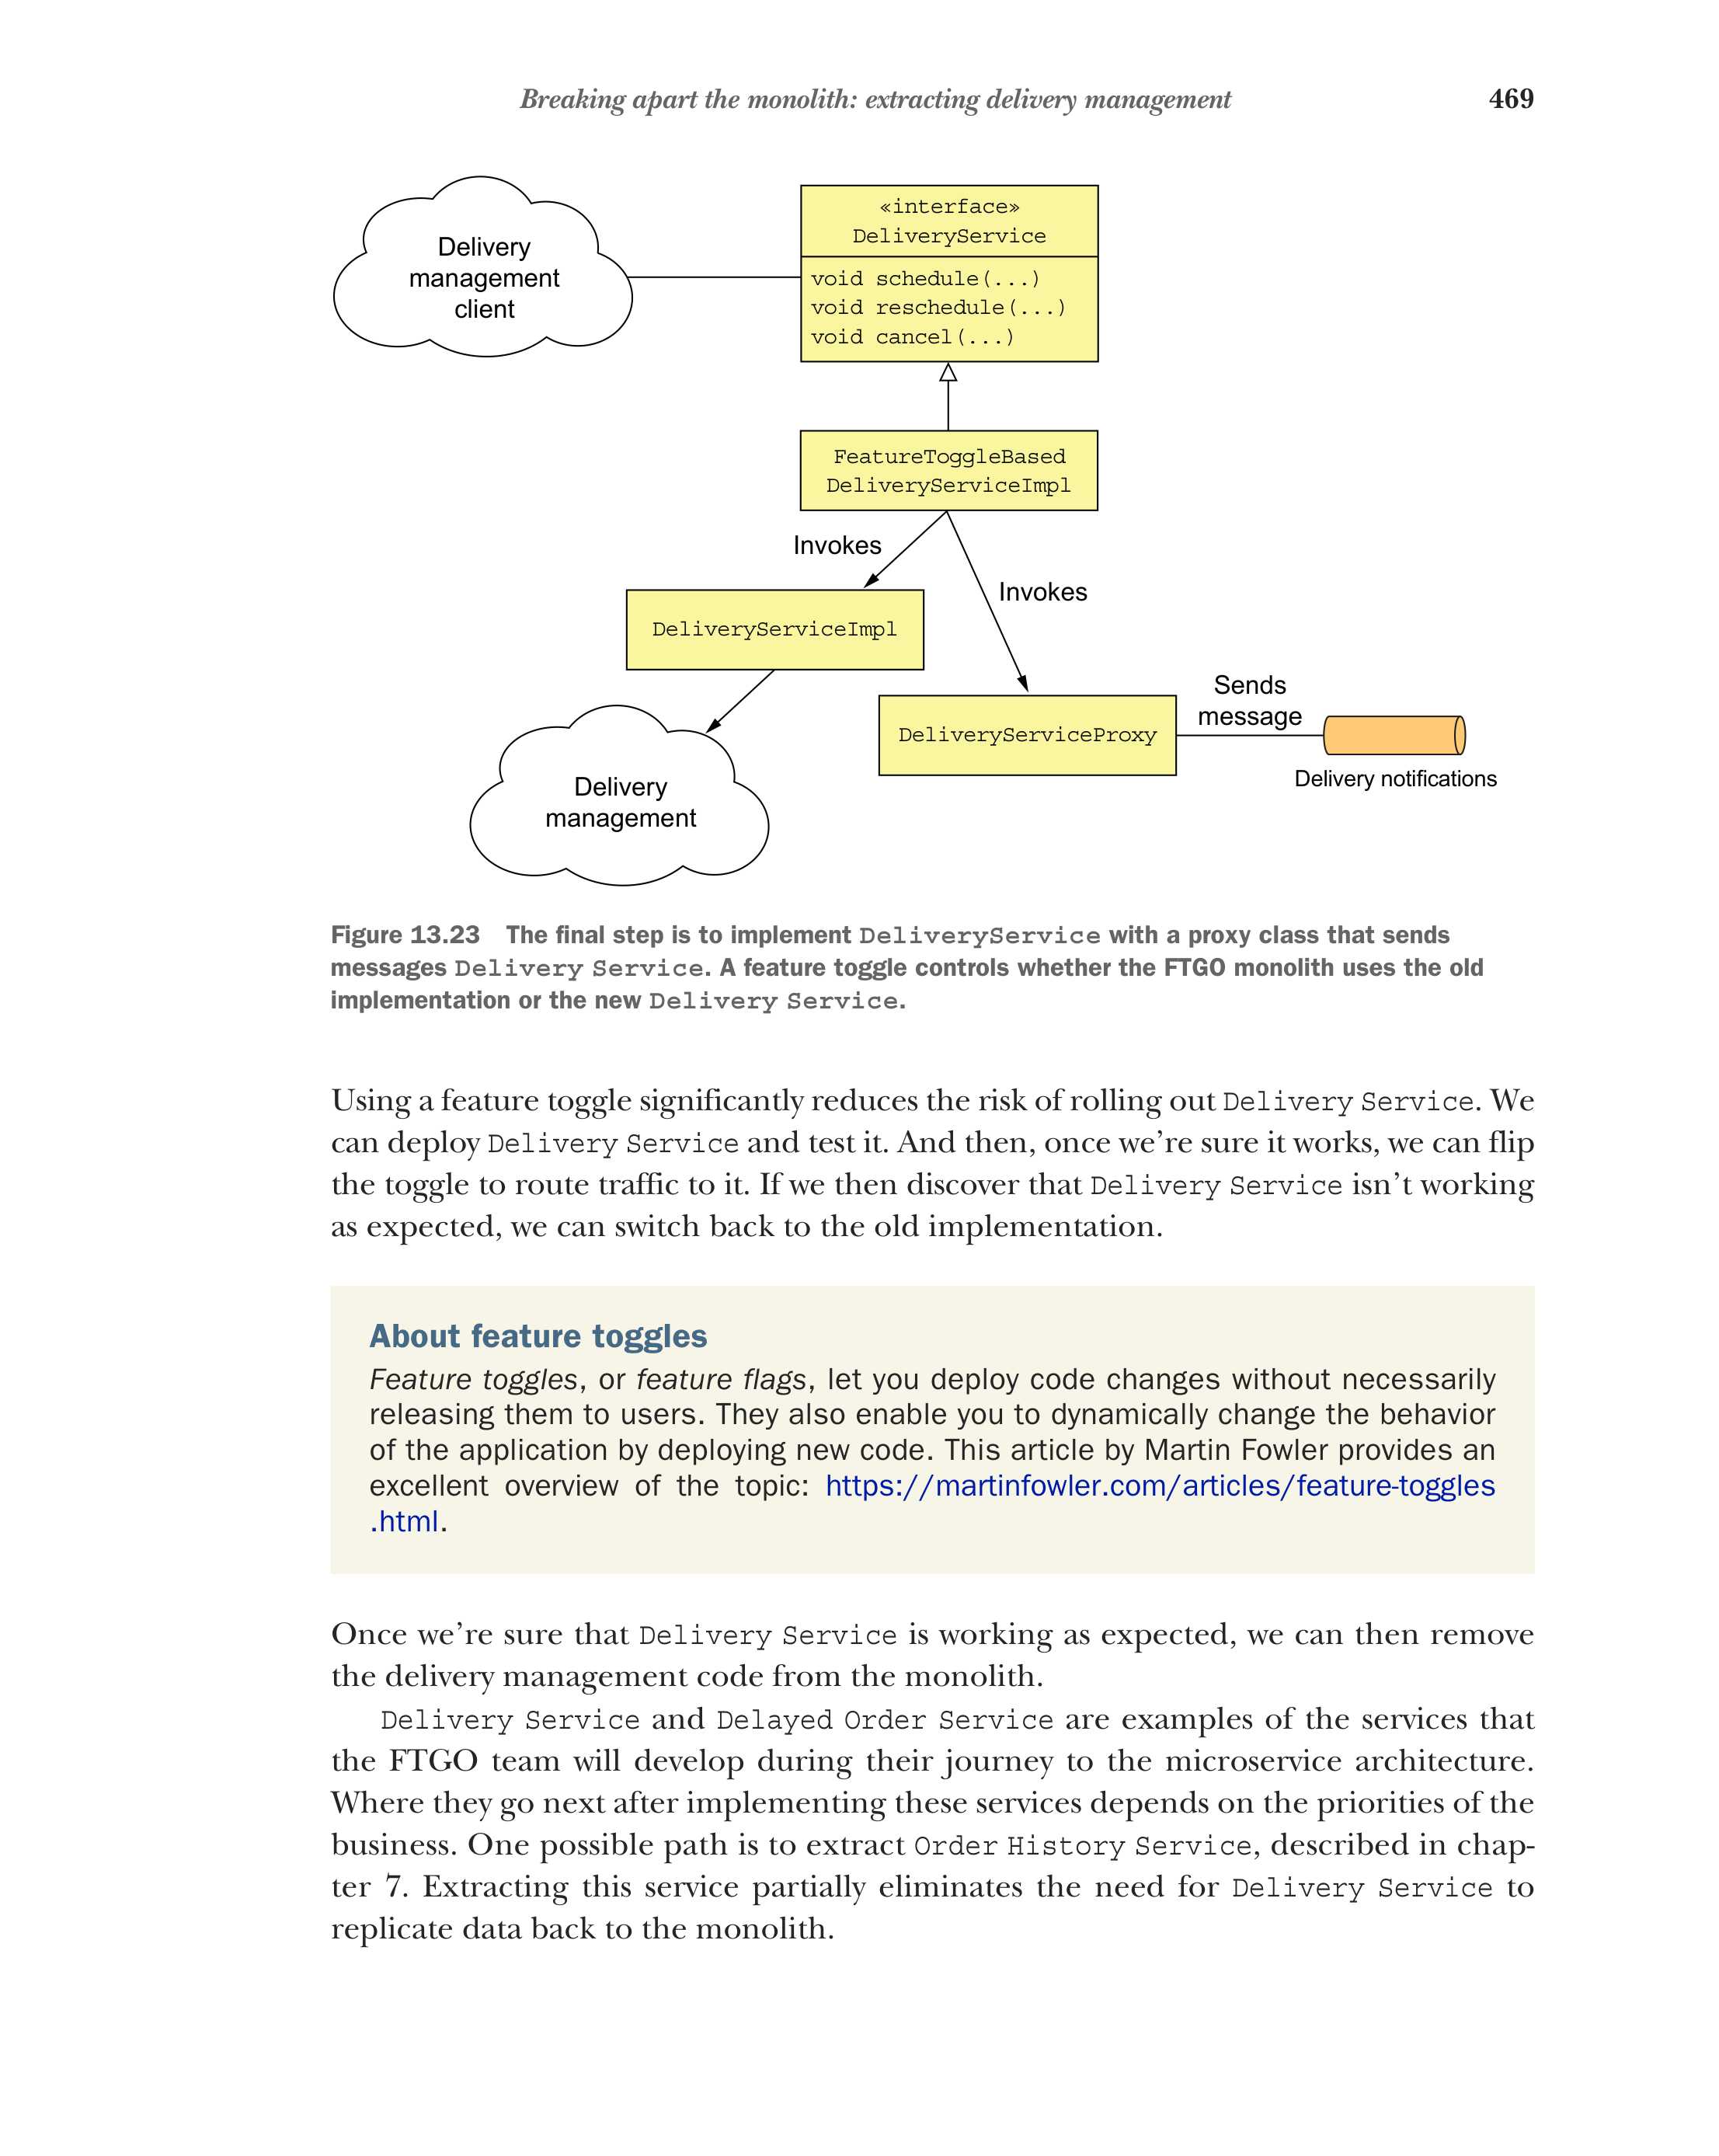 Breaking apart the monolith: extracting delivery management 469
Delivery
management
client
«interface»
DeliveryService
void schedule(...)
void reschedule(...)
void cancel(...)
FeatureToggleBased
DeliveryServiceImpl
Invokes
Invokes
DeliveryServiceImpl
DeliveryServiceProxy
Sends
message
Delivery notifications
Delivery
management
Figure 13.23 The final step is to implement DeliveryService with a proxy class that sends
messages Delivery Service. A feature toggle controls whether the FTGO monolith uses the old
implementation or the new Delivery Service.
Using a feature toggle significantly reduces the risk of rolling out Delivery Service. We
can deploy Delivery Service and test it. And then, once we’re sure it works, we can flip
the toggle to route traffic to it. If we then discover that Delivery Service isn’t working
as expected, we can switch back to the old implementation.
About feature toggles
Feature toggles, or feature flags, let you deploy code changes without necessarily
releasing them to users. They also enable you to dynamically change the behavior
of the application by deploying new code. This article by Martin Fowler provides an
excellent overview of the topic: https://martinfowler.com/articles/feature-toggles
.html.
Once we’re sure that Delivery Service is working as expected, we can then remove
the delivery management code from the monolith.
Delivery Service and Delayed Order Service are examples of the services that
the FTGO team will develop during their journey to the microservice architecture.
Where they go next after implementing these services depends on the priorities of the
business. One possible path is to extract Order History Service, described in chap-
ter 7. Extracting this service partially eliminates the need for Delivery Service to
replicate data back to the monolith.